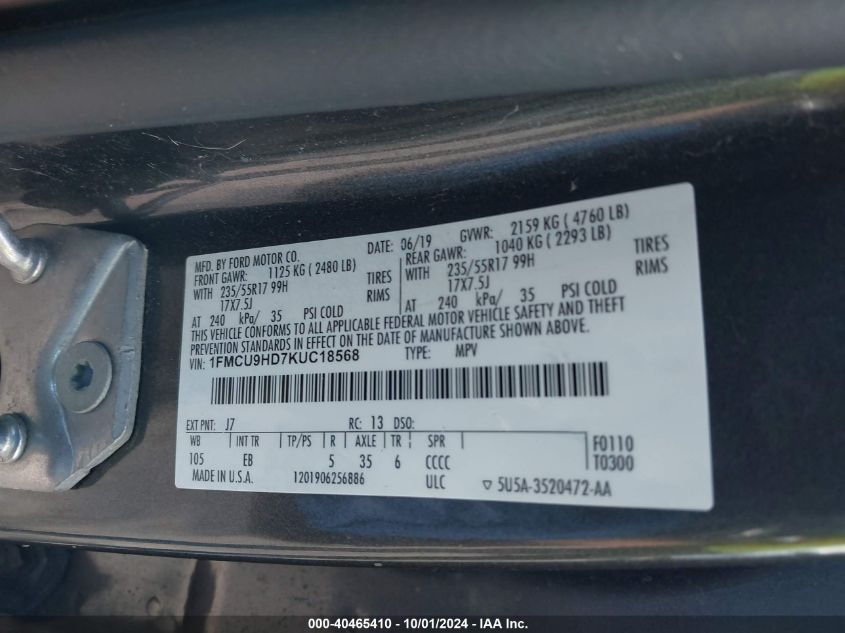 MFD. BY FORD MOTOR CO.
DATE: 06/19 GVWR: 2159 KG ( 4760 LB)
FRONT GAWR: 1125 KG ( 2480 LB)
REAR GAWR: 1040 KG ( 2293 LB)
WITH 235/55R17 99H TIRES
17X7.5J RIMS
AT 240 kPa/ 35 PSI COLD
WITH 235/55R17 99H TIRES
17X7.5J RIMS
AT 240 kPa/ 35 PSI COLD
THIS VEHICLE CONFORMS TO ALL APPLICABLE FEDERAL MOTOR VEHICLE SAFETY AND THEFT
PREVENTION STANDARDS IN EFFECT ON THE DATE OF MANUFACTURE SHOWN ABOVE.
VIN: 1FMCU9HD7KUC18568 TYPE: MPV
EXT PNT: J7 RC: 13 DSO:
WB INT TR TP/PS R AXLE TR SPR F0110
105 EB 5 35 6 CCCC T0300
MADE IN U.S.A. 1201906256886 ULC ▽ 5U5A-3520472-AA
000-40465410 - 10/01/2024 - IAA Inc.